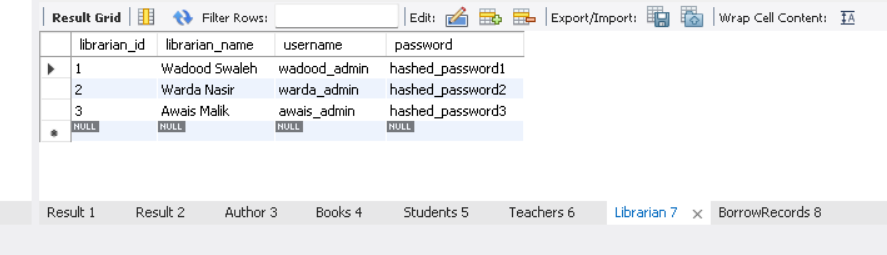 Result Grid Filter Rows: Edit: Export/Import: Wrap Cell Content: IA
librarian_id librarian_name username password
1 Wadood Swaleh wadood_admin hashed_password1
2 Warda Nasir warda_admin hashed_password2
3 Awais Malik awais_admin hashed_password3
NULL NULL NULL NULL
Result 1 Result 2 Author 3 Books 4 Students 5 Teachers 6 Librarian 7 BorrowRecords 8